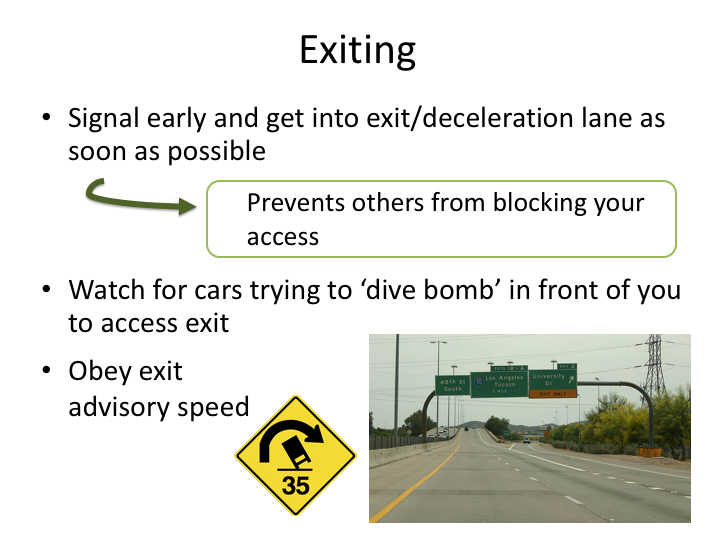 Exiting
• Signal early and get into exit/deceleration lane as
soon as possible
Prevents others from blocking your
access
• Watch for cars trying to ‘dive bomb’ in front of you
to access exit
• Obey exit
advisory speed
35
48th St
South
10 Los Angeles
Tucson
1 MILE
University
Dr
EXIT ONLY